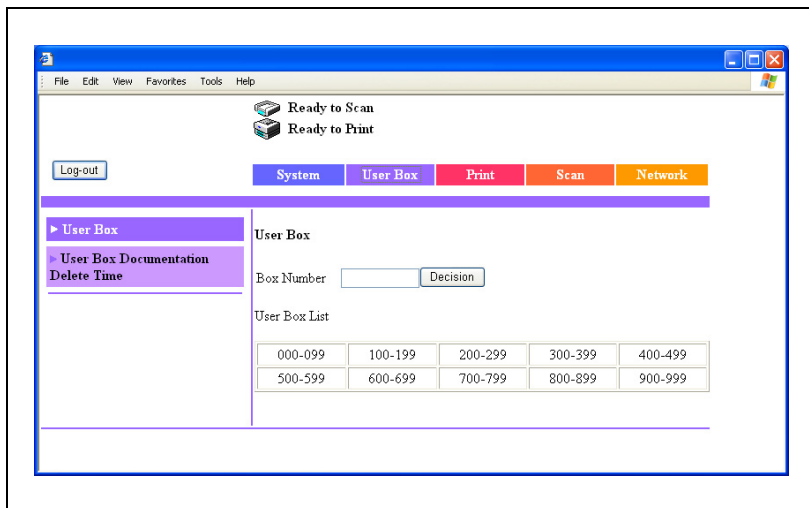 File Edit View Favorites Tools Help
Ready to Scan
Ready to Print
Log-out
System User Box Print Scan Network
User Box
User Box Documentation
Delete Time
User Box
Box Number Decision
User Box List
000-099 100-199 200-299 300-399 400-499
500-599 600-699 700-799 800-899 900-999